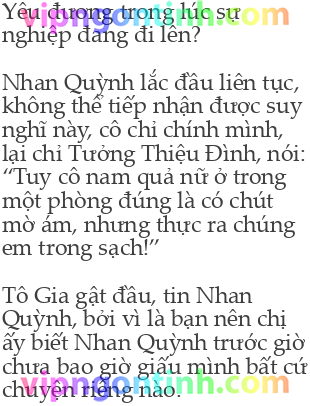 Yêu đương trong lúc sự
vipngontinh.com
nghiệp đang đi lên?
Nhan Quỳnh lắc đầu liên tục,
không thể tiếp nhận được suy
nghĩ này, cô chỉ chính mình,
lại chỉ Tưởng Thiệu Đình, nói:
“Tuy cô nam quả nữ ở trong
một phòng đúng là có chút
mờ ám, nhưng thực ra chúng
em trong sạch!”
Tô Gia gật đầu, tin Nhan
Quỳnh, bởi vì là bạn nên chị
ấy biết Nhan Quỳnh trước giờ
chưa bao giờ giấu mình bất cứ
vipngontinh.com
chuyện riêng nào.